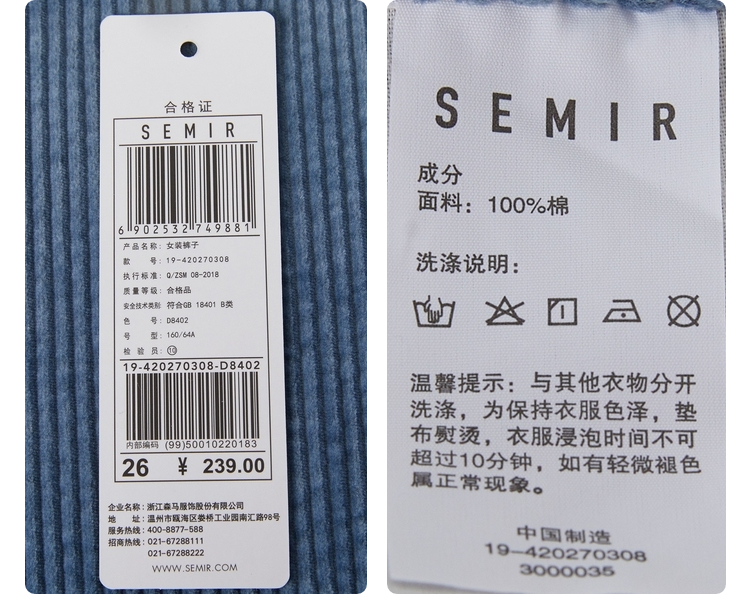 合格证
SEMIR
6 902532 749881
产品名称: 女装裤子
款 号: 19-420270308
执行标准: Q/ZSM 08-2018
质量等级: 合格品
安全技术类别: 符合GB 18401 B类
色 号: D8402
号 型: 160/64A
检 验 员: ⑩
19-420270308-D8402
内部编码 (99)50010220183
26 ¥ 239.00
企业名称: 浙江森马服饰股份有限公司
地 址: 温州市瓯海区娄桥工业园南汇路98号
服务热线: 400-8877-588
招商热线: 021-67288111
021-67288222
WWW.SEMIR.COM
SEMIR
成分
面料: 100%棉
洗涤说明:
温馨提示: 与其他衣物分开
洗涤，为保持衣服色泽，垫
布熨烫，衣服浸泡时间不可
超过10分钟，如有轻微褪色
属正常现象。
中国制造
19-420270308
3000035